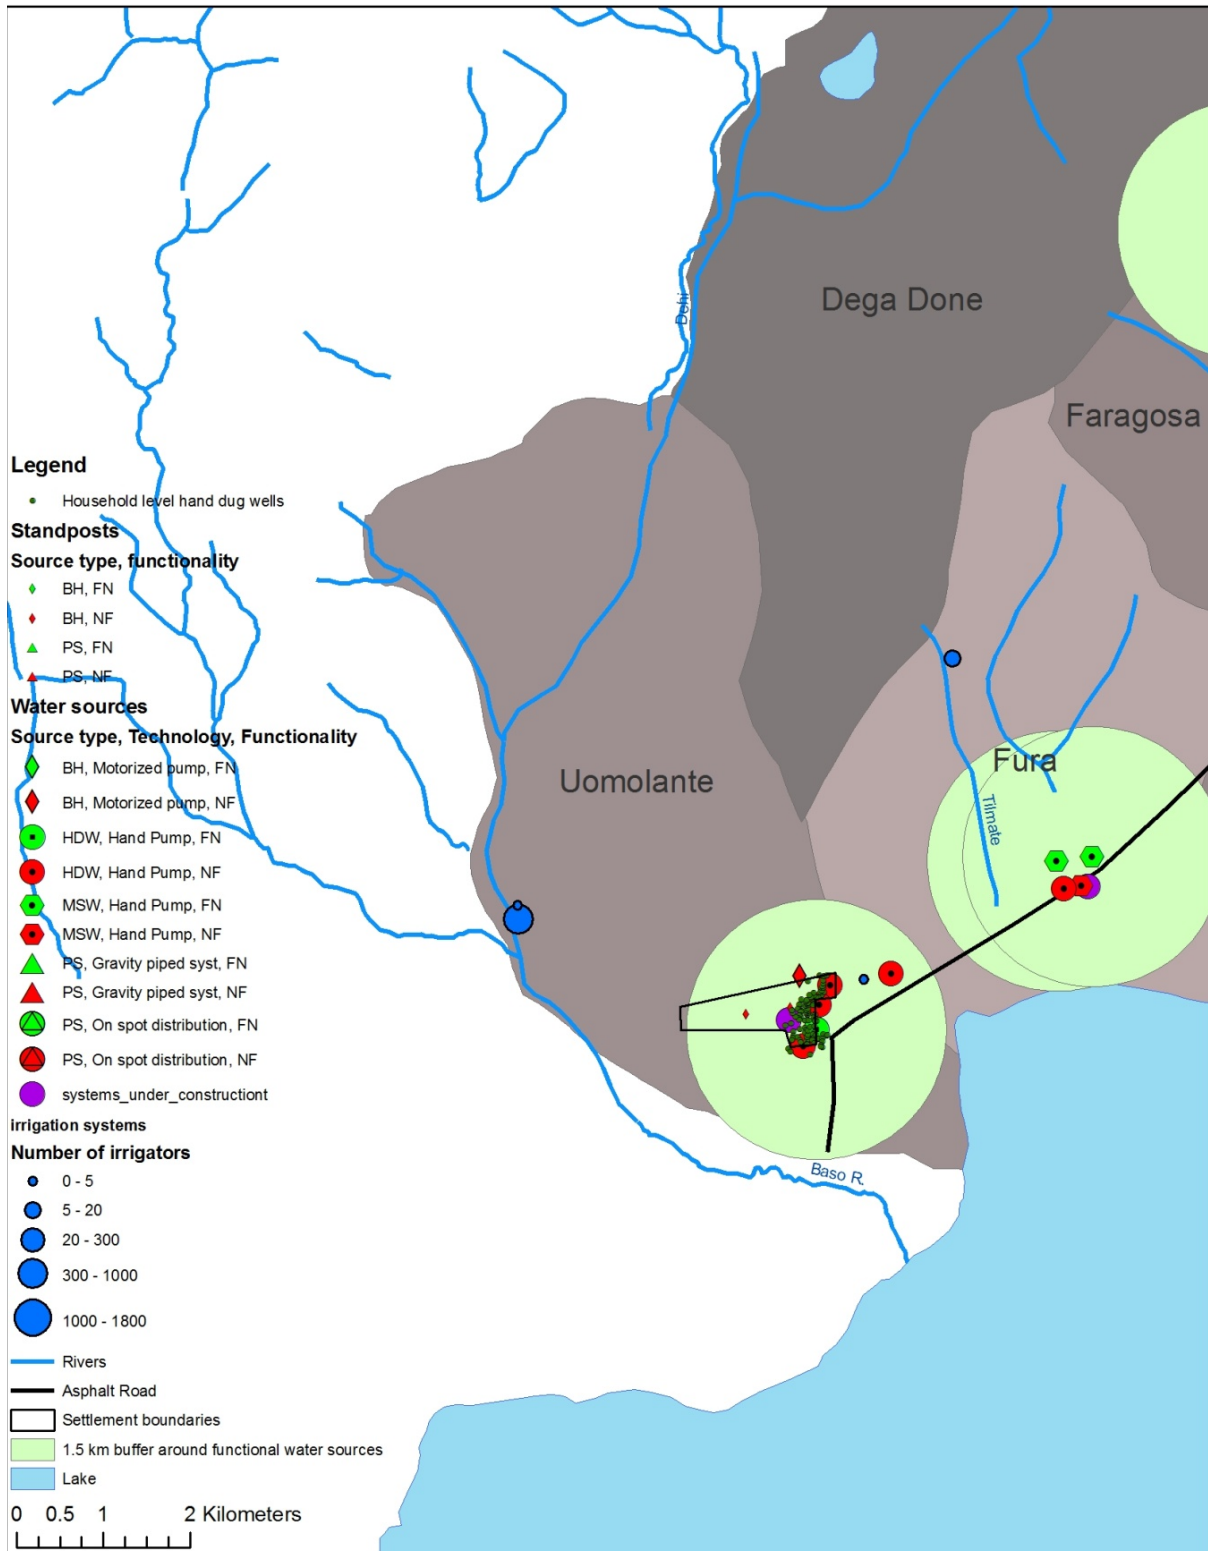 Dehi
Dega Done
Faragosa
Legend
Household level hand dug wells
Standposts
Source type, functionality
BH, FN
BH, NF
PS, FN
PS, NF
Water sources
Source type, Technology, Functionality
BH, Motorized pump, FN
BH, Motorized pump, NF
HDW, Hand Pump, FN
HDW, Hand Pump, NF
MSW, Hand Pump, FN
MSW, Hand Pump, NF
PS, Gravity piped syst, FN
PS, Gravity piped syst, NF
PS, On spot distribution, FN
PS, On spot distribution, NF
systems_under_constructiont
irrigation systems
Number of irrigators
0 - 5
5 - 20
20 - 300
300 - 1000
1000 - 1800
Rivers
Asphalt Road
Settlement boundaries
1.5 km buffer around functional water sources
Lake
0 0.5 1 2 Kilometers
Uomolante
Fura
Tilmate
Baso R.